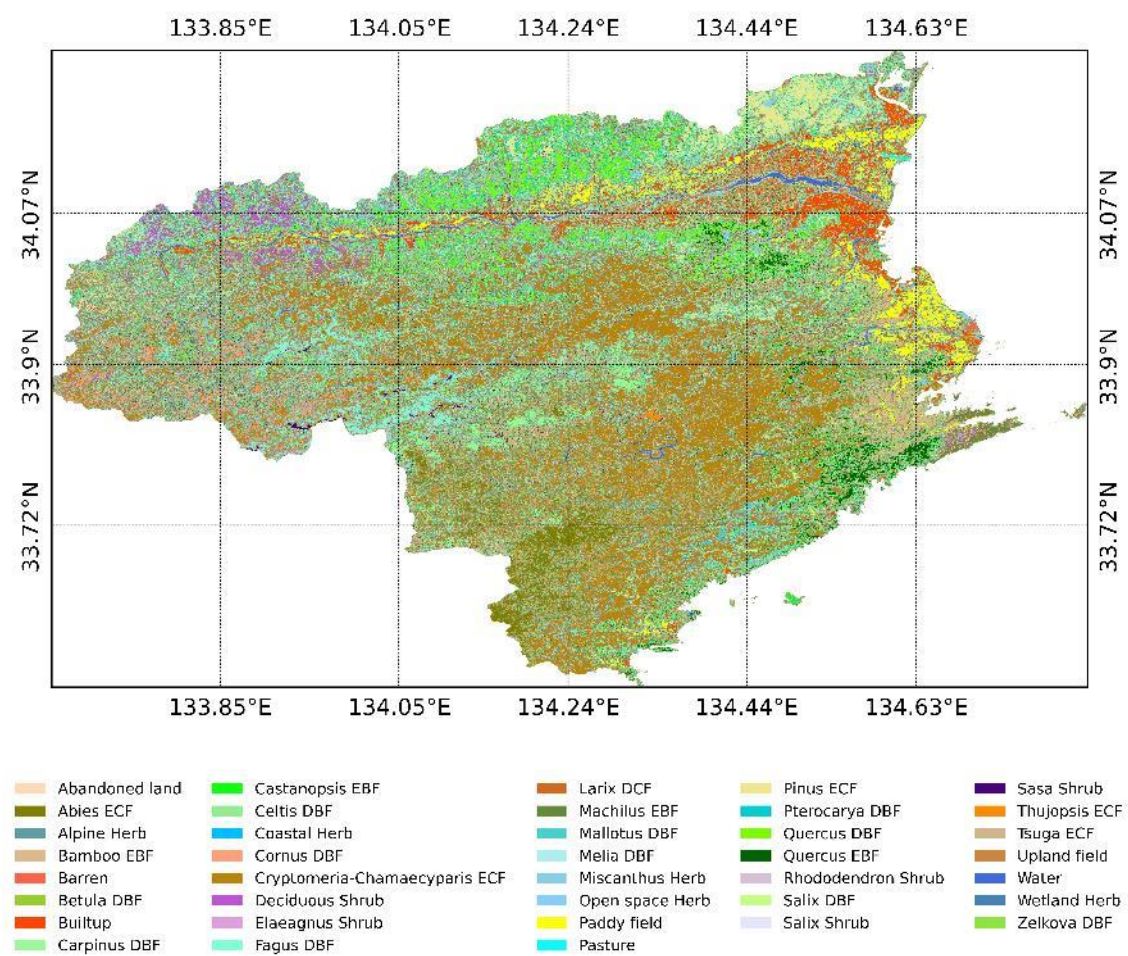 133.85°E 134.05°E 134.24°E 134.44°E 134.63°E
34.07°N 34.07°N
33.9°N 33.9°N
33.72°N 33.72°N
133.85°E 134.05°E 134.24°E 134.44°E 134.63°E
Abandoned land Castanopsis EBF Larix DCF Pinus ECF Sasa Shrub
Abies ECF Celtis DBF Machilus EBF Pterocarya DBF Thujopsis ECF
Alpine Herb Coastal Herb Mallotus DBF Quercus DBF Tsuga ECF
Bamboo EBF Cornus DBF Melia DBF Quercus EBF Upland field
Barren Cryptomeria-Chamaecyparis ECF Miscanthus Herb Rhododendron Shrub Water
Betula DBF Deciduous Shrub Open space Herb Salix DBF Wetland Herb
Builtup Elaeagnus Shrub Paddy field Salix Shrub Zelkova DBF
Carpinus DBF Fagus DBF Pasture